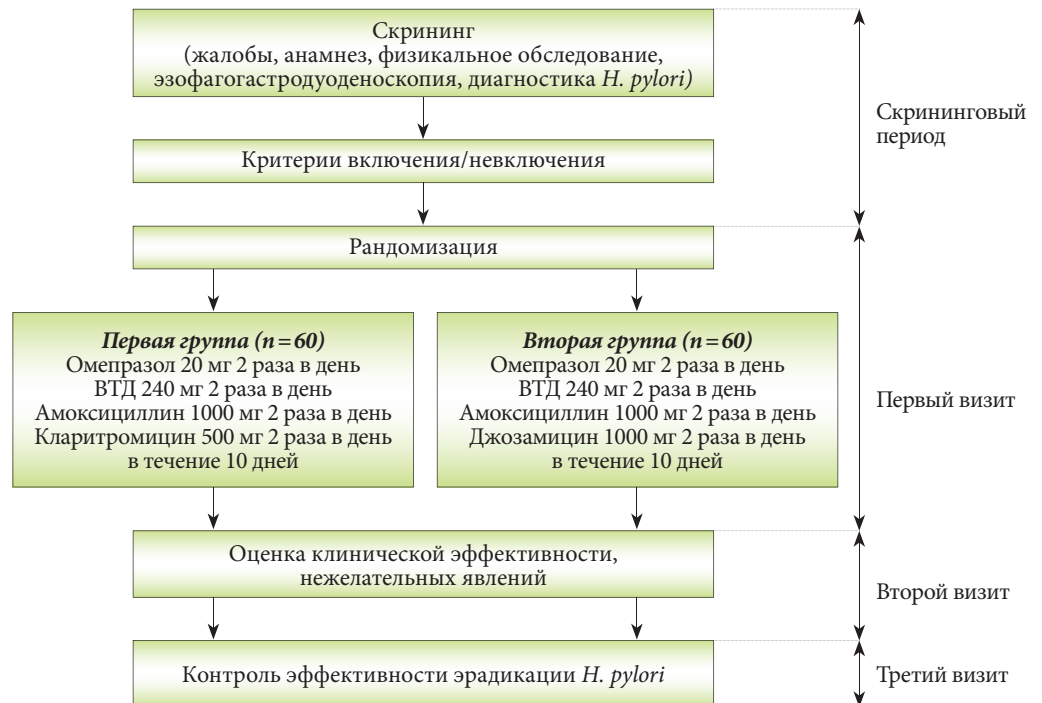 Скрининг
(жалобы, анамнез, физикальное обследование,
эзофагогастродуоденоскопия, диагностика H. pylori)
Критерии включения/невключения
Скрининговый
период
Рандомизация
Первая группа (n=60)
Омепразол 20 мг 2 раза в день
ВТД 240 мг 2 раза в день
Амоксициллин 1000 мг 2 раза в день
Кларитромицин 500 мг 2 раза в день
в течение 10 дней
Вторая группа (n=60)
Омепразол 20 мг 2 раза в день
ВТД 240 мг 2 раза в день
Амоксициллин 1000 мг 2 раза в день
Джозамицин 1000 мг 2 раза в день
в течение 10 дней
Первый визит
Оценка клинической эффективности,
нежелательных явлений
Второй визит
Контроль эффективности эрадикации H. pylori
Третий визит